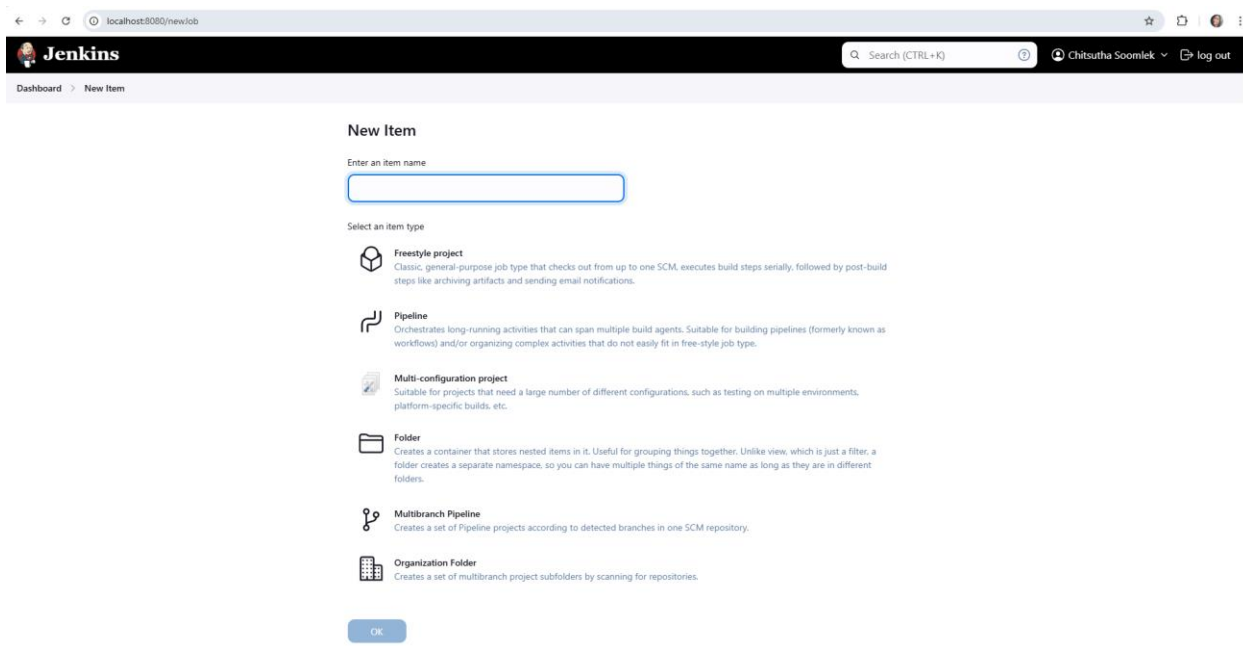 localhost:8080/newJob
Jenkins
Search (CTRL+K)
Chitsutha Soomlek
log out
Dashboard > New Item
New Item
Enter an item name
Select an item type
Freestyle project
Classic, general-purpose job type that checks out from up to one SCM, executes build steps serially, followed by post-build
steps like archiving artifacts and sending email notifications.
Pipeline
Orchestrates long-running activities that can span multiple build agents. Suitable for building pipelines (formerly known as
workflows) and/or organizing complex activities that do not easily fit in free-style job type.
Multi-configuration project
Suitable for projects that need a large number of different configurations, such as testing on multiple environments,
platform-specific builds, etc.
Folder
Creates a container that stores nested items in it. Useful for grouping things together. Unlike view, which is just a filter, a
folder creates a separate namespace, so you can have multiple things of the same name as long as they are in different
folders.
Multibranch Pipeline
Creates a set of Pipeline projects according to detected branches in one SCM repository.
Organization Folder
Creates a set of multibranch project subfolders by scanning for repositories.
OK